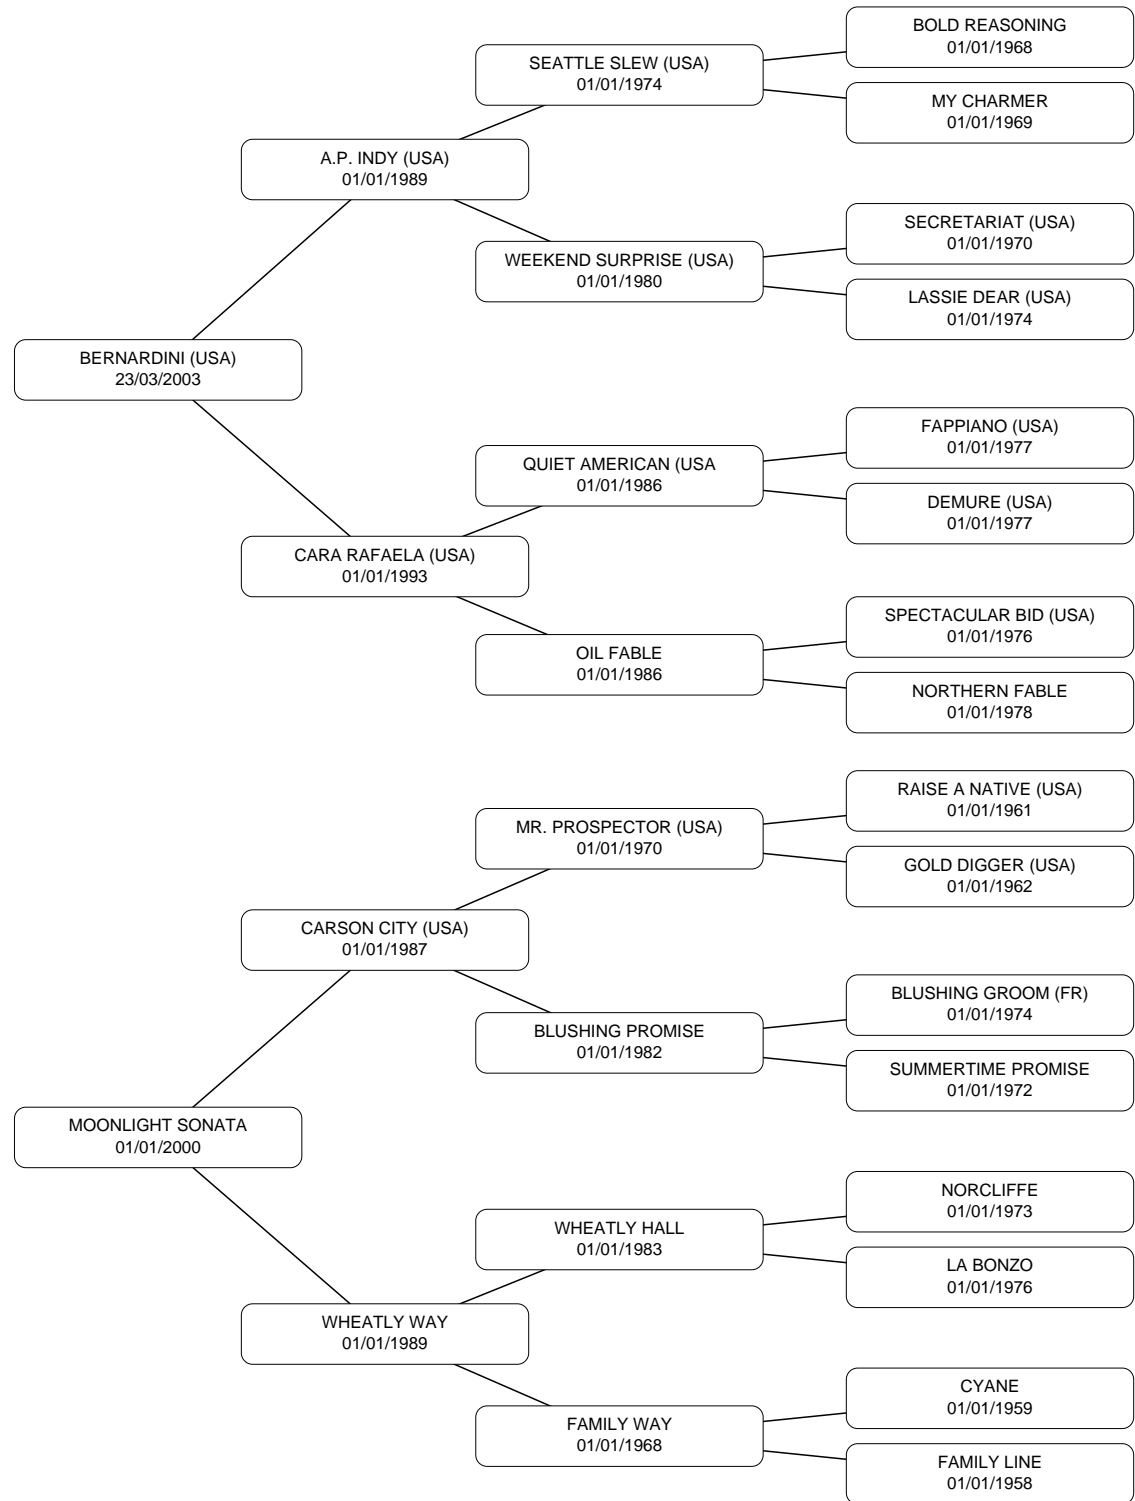 BOLD REASONING
01/01/1968
SEATTLE SLEW (USA)
01/01/1974
MY CHARMER
01/01/1969
A.P. INDY (USA)
01/01/1989
SECRETARIAT (USA)
01/01/1970
WEEKEND SURPRISE (USA)
01/01/1980
LASSIE DEAR (USA)
01/01/1974
BERNARDINI (USA)
23/03/2003
FAPPIANO (USA)
01/01/1977
QUIET AMERICAN (USA
01/01/1986
DEMURE (USA)
01/01/1977
CARA RAFAELA (USA)
01/01/1993
SPECTACULAR BID (USA)
01/01/1976
OIL FABLE
01/01/1986
NORTHERN FABLE
01/01/1978
RAISE A NATIVE (USA)
01/01/1961
MR. PROSPECTOR (USA)
01/01/1970
GOLD DIGGER (USA)
01/01/1962
CARSON CITY (USA)
01/01/1987
BLUSHING GROOM (FR)
01/01/1974
BLUSHING PROMISE
01/01/1982
SUMMERTIME PROMISE
01/01/1972
MOONLIGHT SONATA
01/01/2000
NORCLIFFE
01/01/1973
WHEATLY HALL
01/01/1983
LA BONZO
01/01/1976
WHEATLY WAY
01/01/1989
CYANE
01/01/1959
FAMILY WAY
01/01/1968
FAMILY LINE
01/01/1958